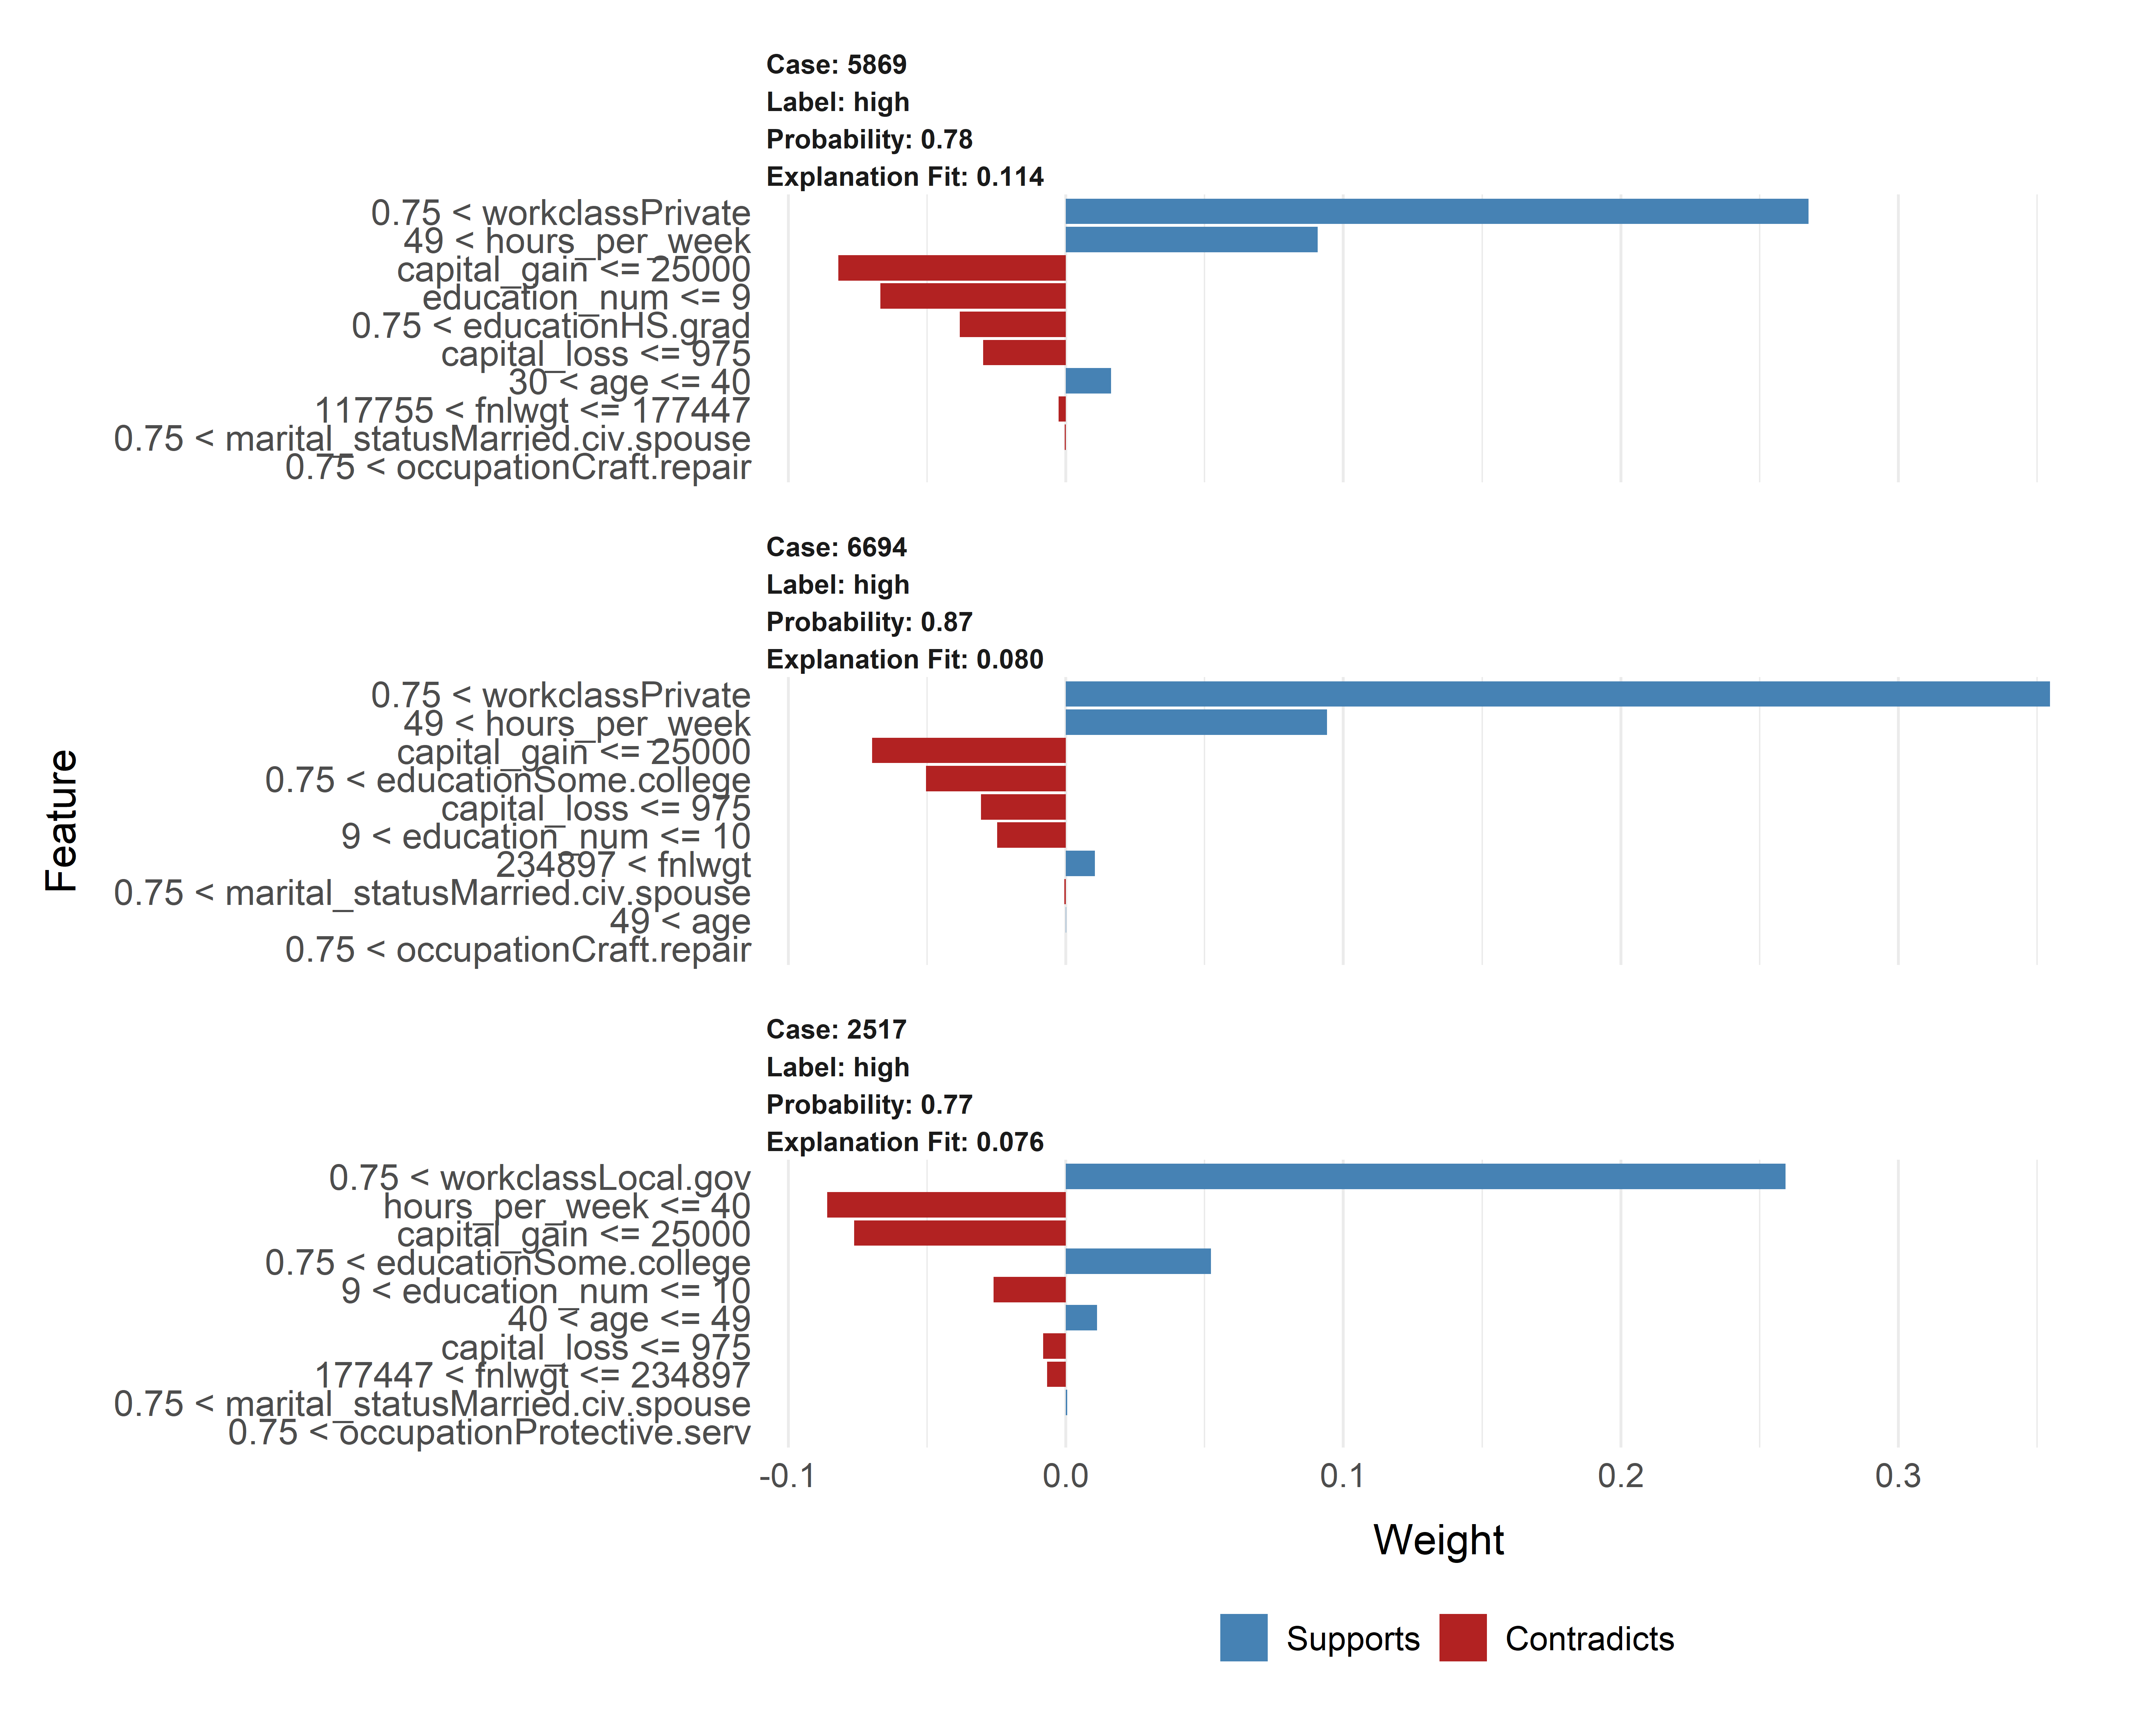 Case: 5869
Label: high
Probability: 0.78
Explanation Fit: 0.114
0.75 < workclassPrivate
49 < hours_per_week
capital_gain <= 25000
education_num <= 9
0.75 < educationHS.grad
capital_loss <= 975
30 < age <= 40
117755 < fnlwgt <= 177447
0.75 < marital_statusMarried.civ.spouse
0.75 < occupationCraft.repair
Case: 6694
Label: high
Probability: 0.87
Explanation Fit: 0.080
0.75 < workclassPrivate
49 < hours_per_week
capital_gain <= 25000
0.75 < educationSome.college
capital_loss <= 975
9 < education_num <= 10
234897 < fnlwgt
0.75 < marital_statusMarried.civ.spouse
49 < age
0.75 < occupationCraft.repair
Feature
Case: 2517
Label: high
Probability: 0.77
Explanation Fit: 0.076
0.75 < workclassLocal.gov
hours_per_week <= 40
capital_gain <= 25000
0.75 < educationSome.college
9 < education_num <= 10
40 < age <= 49
capital_loss <= 975
177447 < fnlwgt <= 234897
0.75 < marital_statusMarried.civ.spouse
0.75 < occupationProtective.serv
-0.1 0.0 0.1 0.2 0.3
Weight
Supports Contradicts